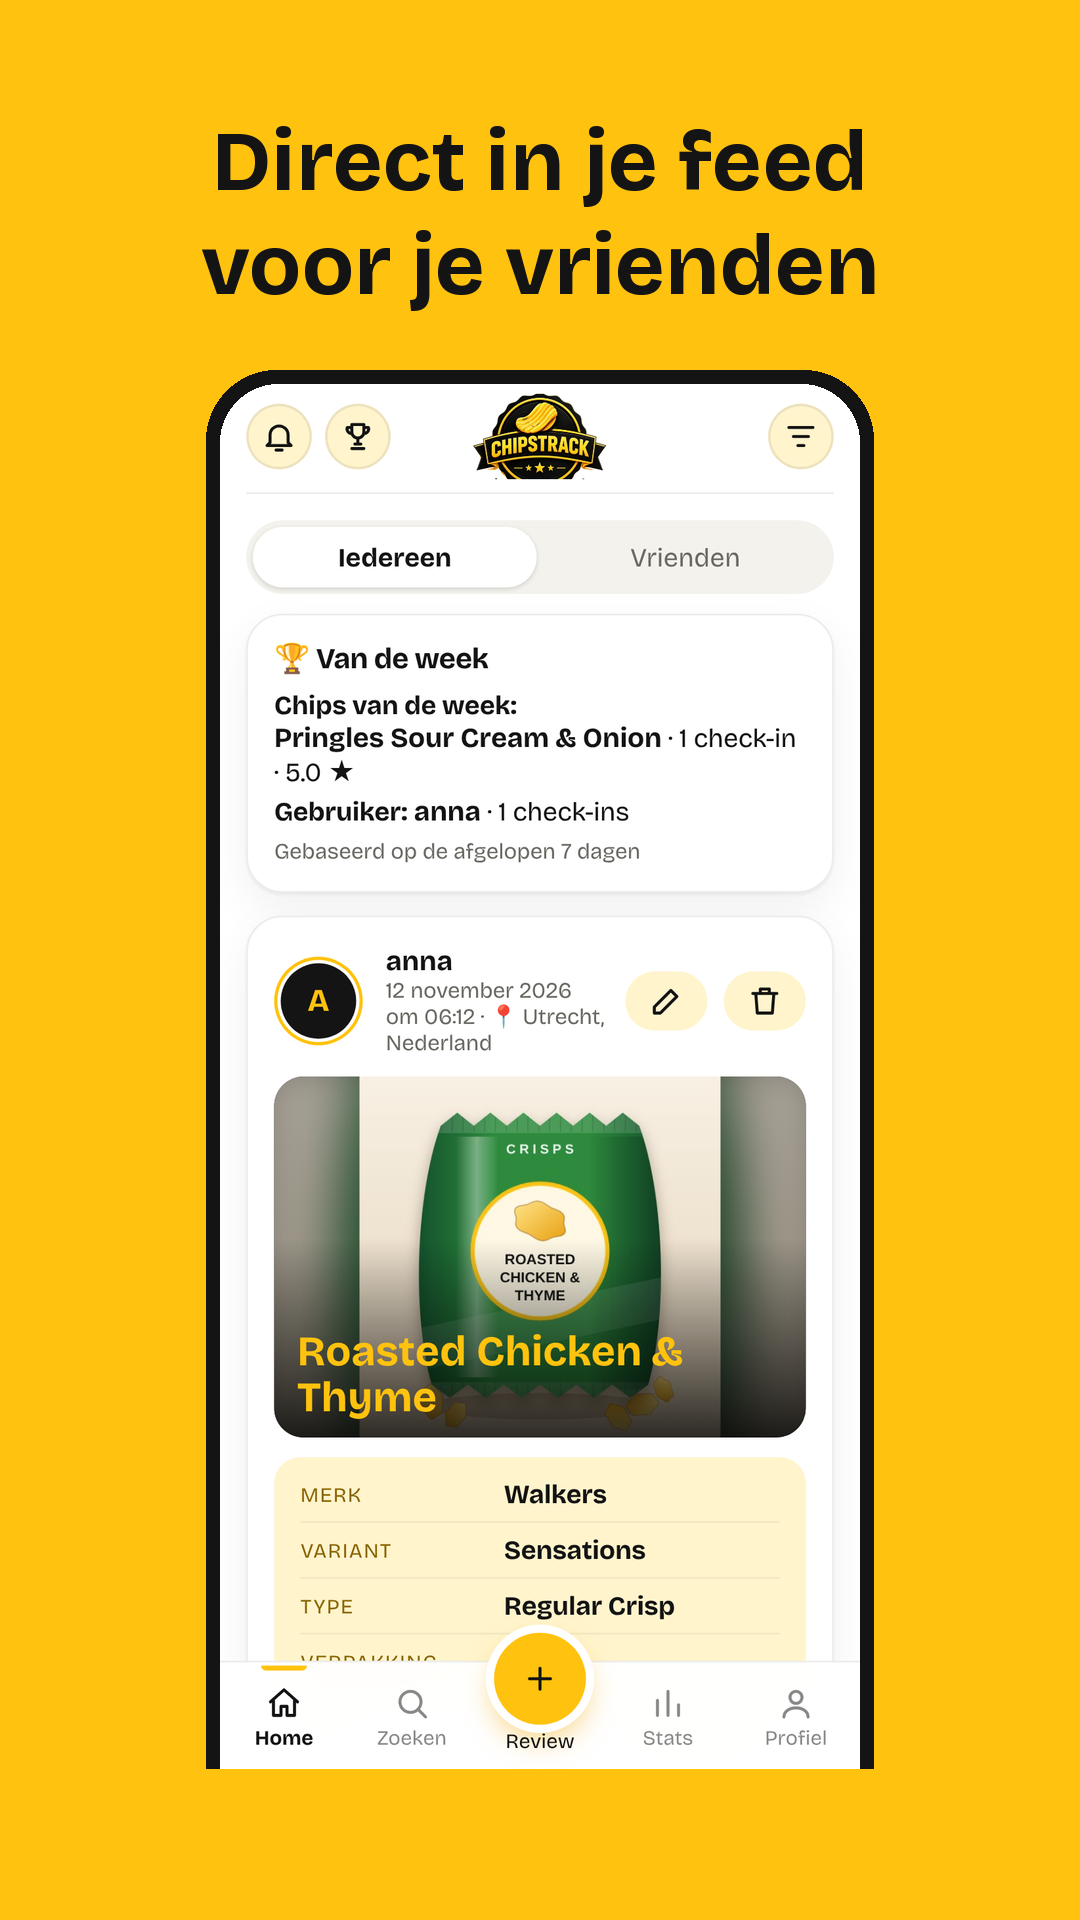 Direct in je feed
voor je vrienden
CHIPSTRACK
Iedereen
Vrienden
🏆 Van de week
Chips van de week:
Pringles Sour Cream & Onion · 1 check-in
· 5.0 ★
Gebruiker: anna · 1 check-ins
Gebaseerd op de afgelopen 7 dagen
A
anna
12 november 2026
om 06:12 · 📍 Utrecht,
Nederland
CRISPS
ROASTED
CHICKEN &
THYME
Roasted Chicken &
Thyme
MERK Walkers
VARIANT Sensations
TYPE Regular Crisp
VERPAKKING
Home
Zoeken
Review
Stats
Profiel